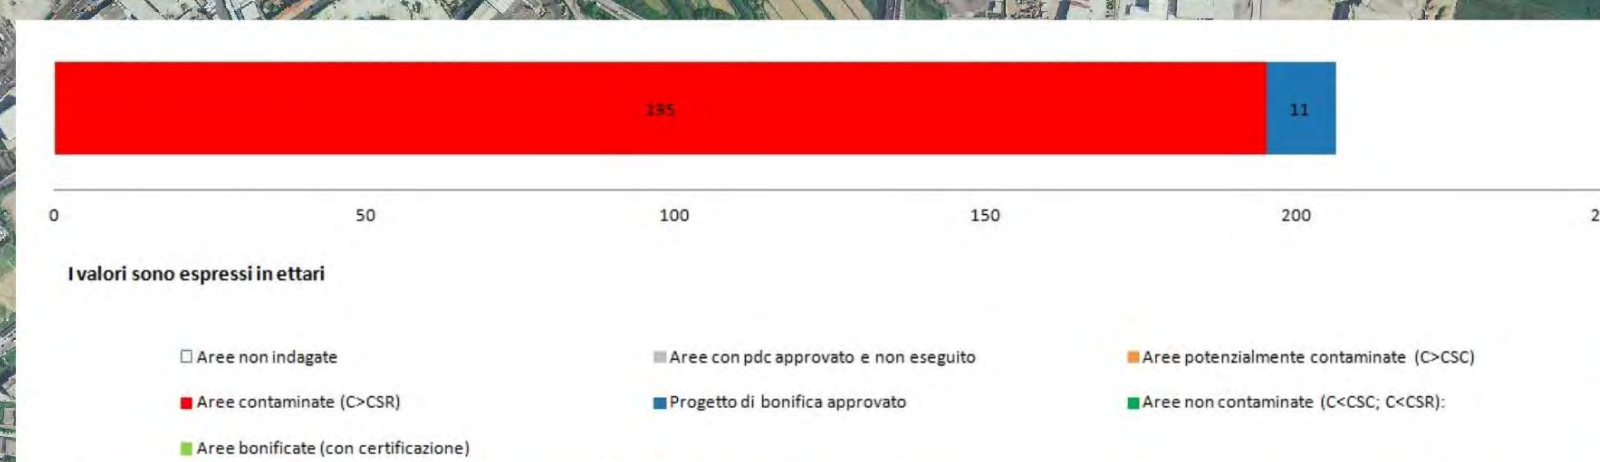 195 11
0 50 100 150 200 2
I valori sono espressi in ettari
Aree non indagate Aree con pdc approvato e non eseguito Aree potenzialmente contaminate (C>CSC)
Aree contaminate (C>CSR) Progetto di bonifica approvato Aree non contaminate (C<CSC; C<CSR):
Aree bonificate (con certificazione)